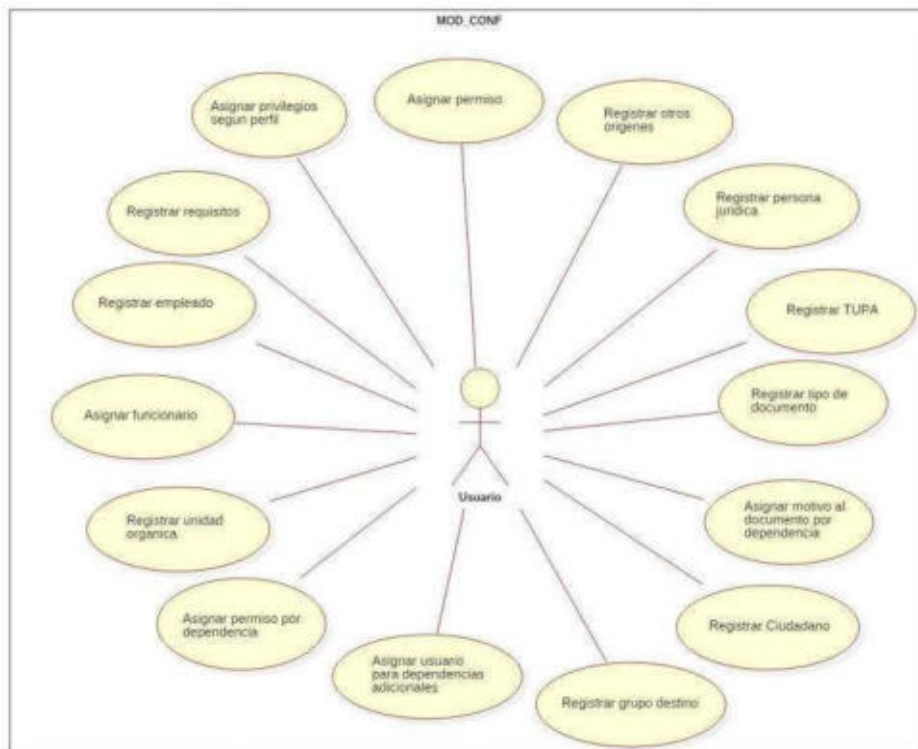 MOD_CONF
Asignar privilegios
segun perfil
Asignar permiso
Registrar otros
origenes
Registrar requisitos
Registrar persona
juridica
Registrar empleado
Registrar TUPA
Asignar funcionario
Registrar tipo de
documento
Usuario
Registrar unidad
organica
Asignar motivo al
documento por
dependencia
Asignar permiso por
dependencia
Registrar Ciudadano
Asignar usuario
para dependencias
adicionales
Registrar grupo destino